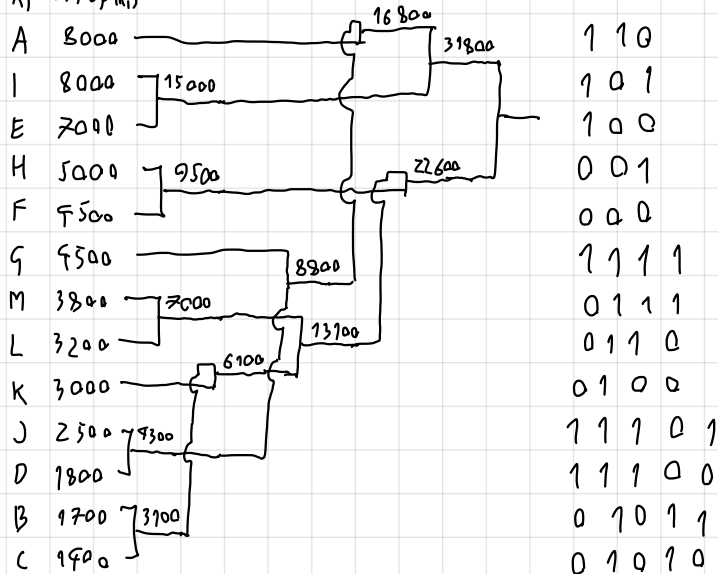 16800
A 8000 31800 1 1 0
I 8000 15000 1 0 1
E 7000 1 0 0
H 5000 9500 22600 0 0 1
F 4500 0 0 0
G 4500 8800 1 1 1 1
M 3800 7000 0 1 1 1
L 3200 13100 0 1 1 0
K 3000 6100 0 1 0 0
J 2500 4300 1 1 1 0 1
D 1800 1 1 1 0 0
B 1700 3100 0 1 0 1 1
C 1400 0 1 0 1 0